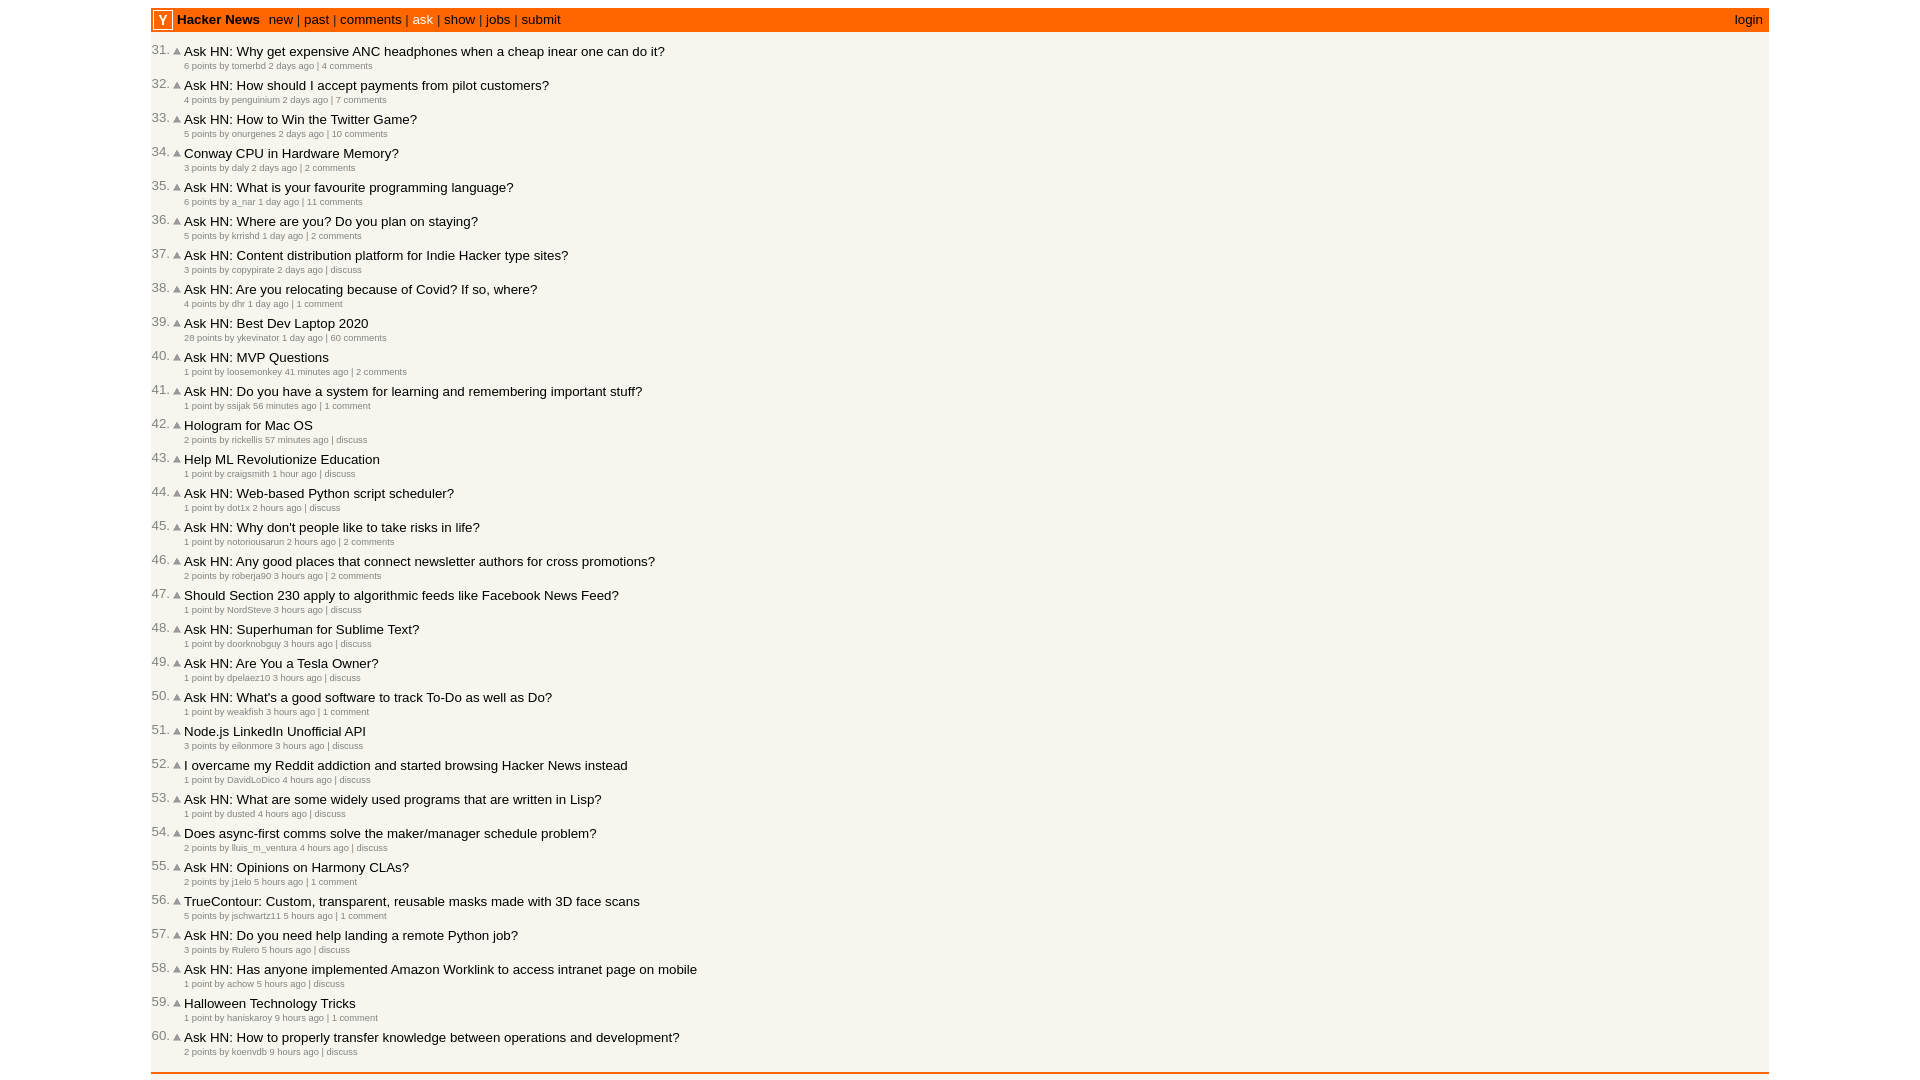 Y Hacker News new | past | comments | ask | show | jobs | submit login
31. Ask HN: Why get expensive ANC headphones when a cheap inear one can do it?
6 points by tomerbd 2 days ago | 4 comments
32. Ask HN: How should I accept payments from pilot customers?
4 points by penguinium 2 days ago | 7 comments
33. Ask HN: How to Win the Twitter Game?
5 points by onurgenes 2 days ago | 10 comments
34. Conway CPU in Hardware Memory?
3 points by daly 2 days ago | 2 comments
35. Ask HN: What is your favourite programming language?
6 points by a_nar 1 day ago | 11 comments
36. Ask HN: Where are you? Do you plan on staying?
5 points by krrishd 1 day ago | 2 comments
37. Ask HN: Content distribution platform for Indie Hacker type sites?
3 points by copypirate 2 days ago | discuss
38. Ask HN: Are you relocating because of Covid? If so, where?
4 points by dhr 1 day ago | 1 comment
39. Ask HN: Best Dev Laptop 2020
28 points by ykevinator 1 day ago | 60 comments
40. Ask HN: MVP Questions
1 point by loosemonkey 41 minutes ago | 2 comments
41. Ask HN: Do you have a system for learning and remembering important stuff?
1 point by ssijak 56 minutes ago | 1 comment
42. Hologram for Mac OS
2 points by rickellis 57 minutes ago | discuss
43. Help ML Revolutionize Education
1 point by craigsmith 1 hour ago | discuss
44. Ask HN: Web-based Python script scheduler?
1 point by dot1x 2 hours ago | discuss
45. Ask HN: Why don't people like to take risks in life?
1 point by notoriousarun 2 hours ago | 2 comments
46. Ask HN: Any good places that connect newsletter authors for cross promotions?
2 points by roberja90 3 hours ago | 2 comments
47. Should Section 230 apply to algorithmic feeds like Facebook News Feed?
1 point by NordSteve 3 hours ago | discuss
48. Ask HN: Superhuman for Sublime Text?
1 point by doorknobguy 3 hours ago | discuss
49. Ask HN: Are You a Tesla Owner?
1 point by dpelaez10 3 hours ago | discuss
50. Ask HN: What's a good software to track To-Do as well as Do?
1 point by weakfish 3 hours ago | 1 comment
51. Node.js LinkedIn Unofficial API
3 points by eilonmore 3 hours ago | discuss
52. I overcame my Reddit addiction and started browsing Hacker News instead
1 point by DavidLoDico 4 hours ago | discuss
53. Ask HN: What are some widely used programs that are written in Lisp?
1 point by dusted 4 hours ago | discuss
54. Does async-first comms solve the maker/manager schedule problem?
2 points by lluis_m_ventura 4 hours ago | discuss
55. Ask HN: Opinions on Harmony CLAs?
2 points by j1elo 5 hours ago | 1 comment
56. TrueContour: Custom, transparent, reusable masks made with 3D face scans
5 points by jschwartz11 5 hours ago | 1 comment
57. Ask HN: Do you need help landing a remote Python job?
3 points by Rulero 5 hours ago | discuss
58. Ask HN: Has anyone implemented Amazon Worklink to access intranet page on mobile
1 point by achow 5 hours ago | discuss
59. Halloween Technology Tricks
1 point by haniskaroy 9 hours ago | 1 comment
60. Ask HN: How to properly transfer knowledge between operations and development?
2 points by koenvdb 9 hours ago | discuss